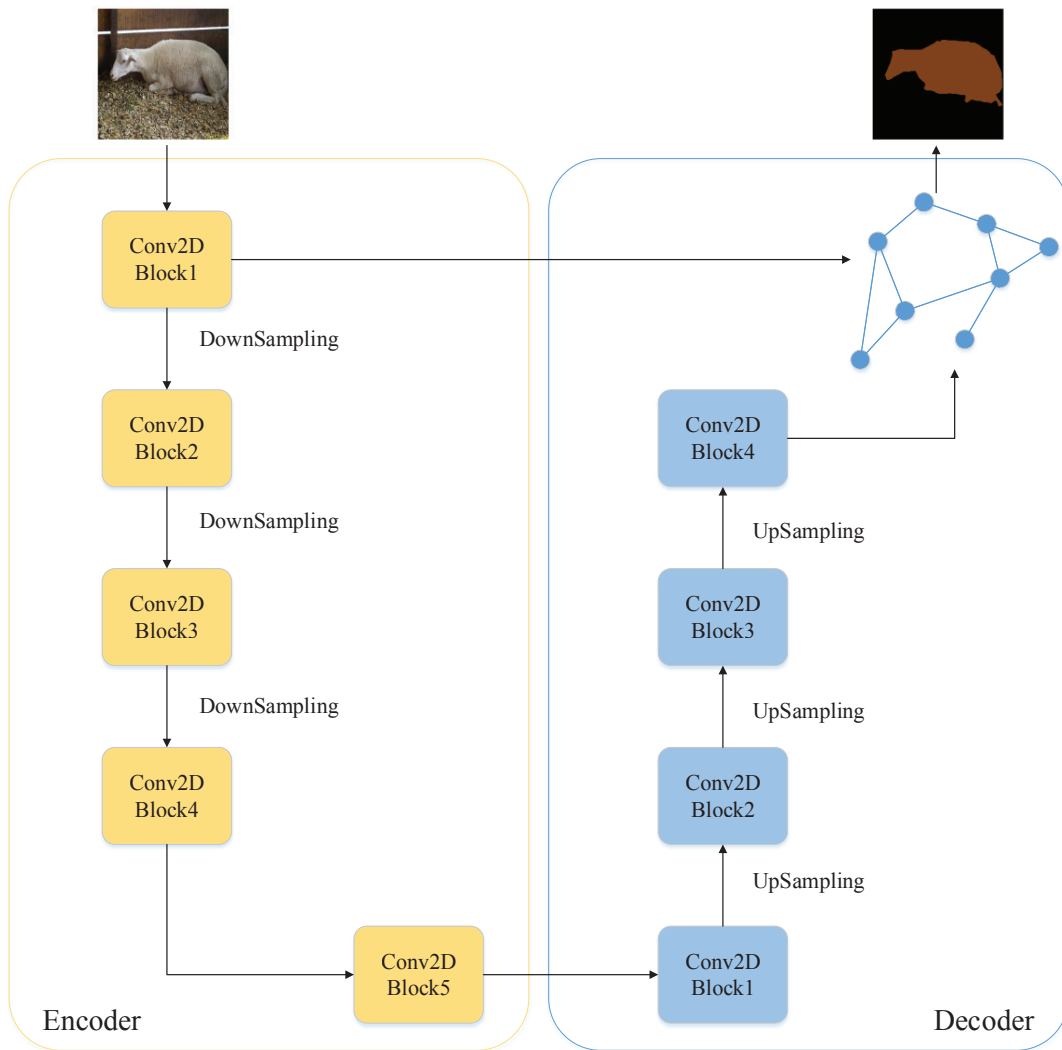 Conv2D
Block1
DownSampling
Conv2D
Block2
DownSampling
Conv2D
Block3
DownSampling
Conv2D
Block4
Conv2D
Block5
Encoder
Conv2D
Block4
UpSampling
Conv2D
Block3
UpSampling
Conv2D
Block2
UpSampling
Conv2D
Block1
Decoder